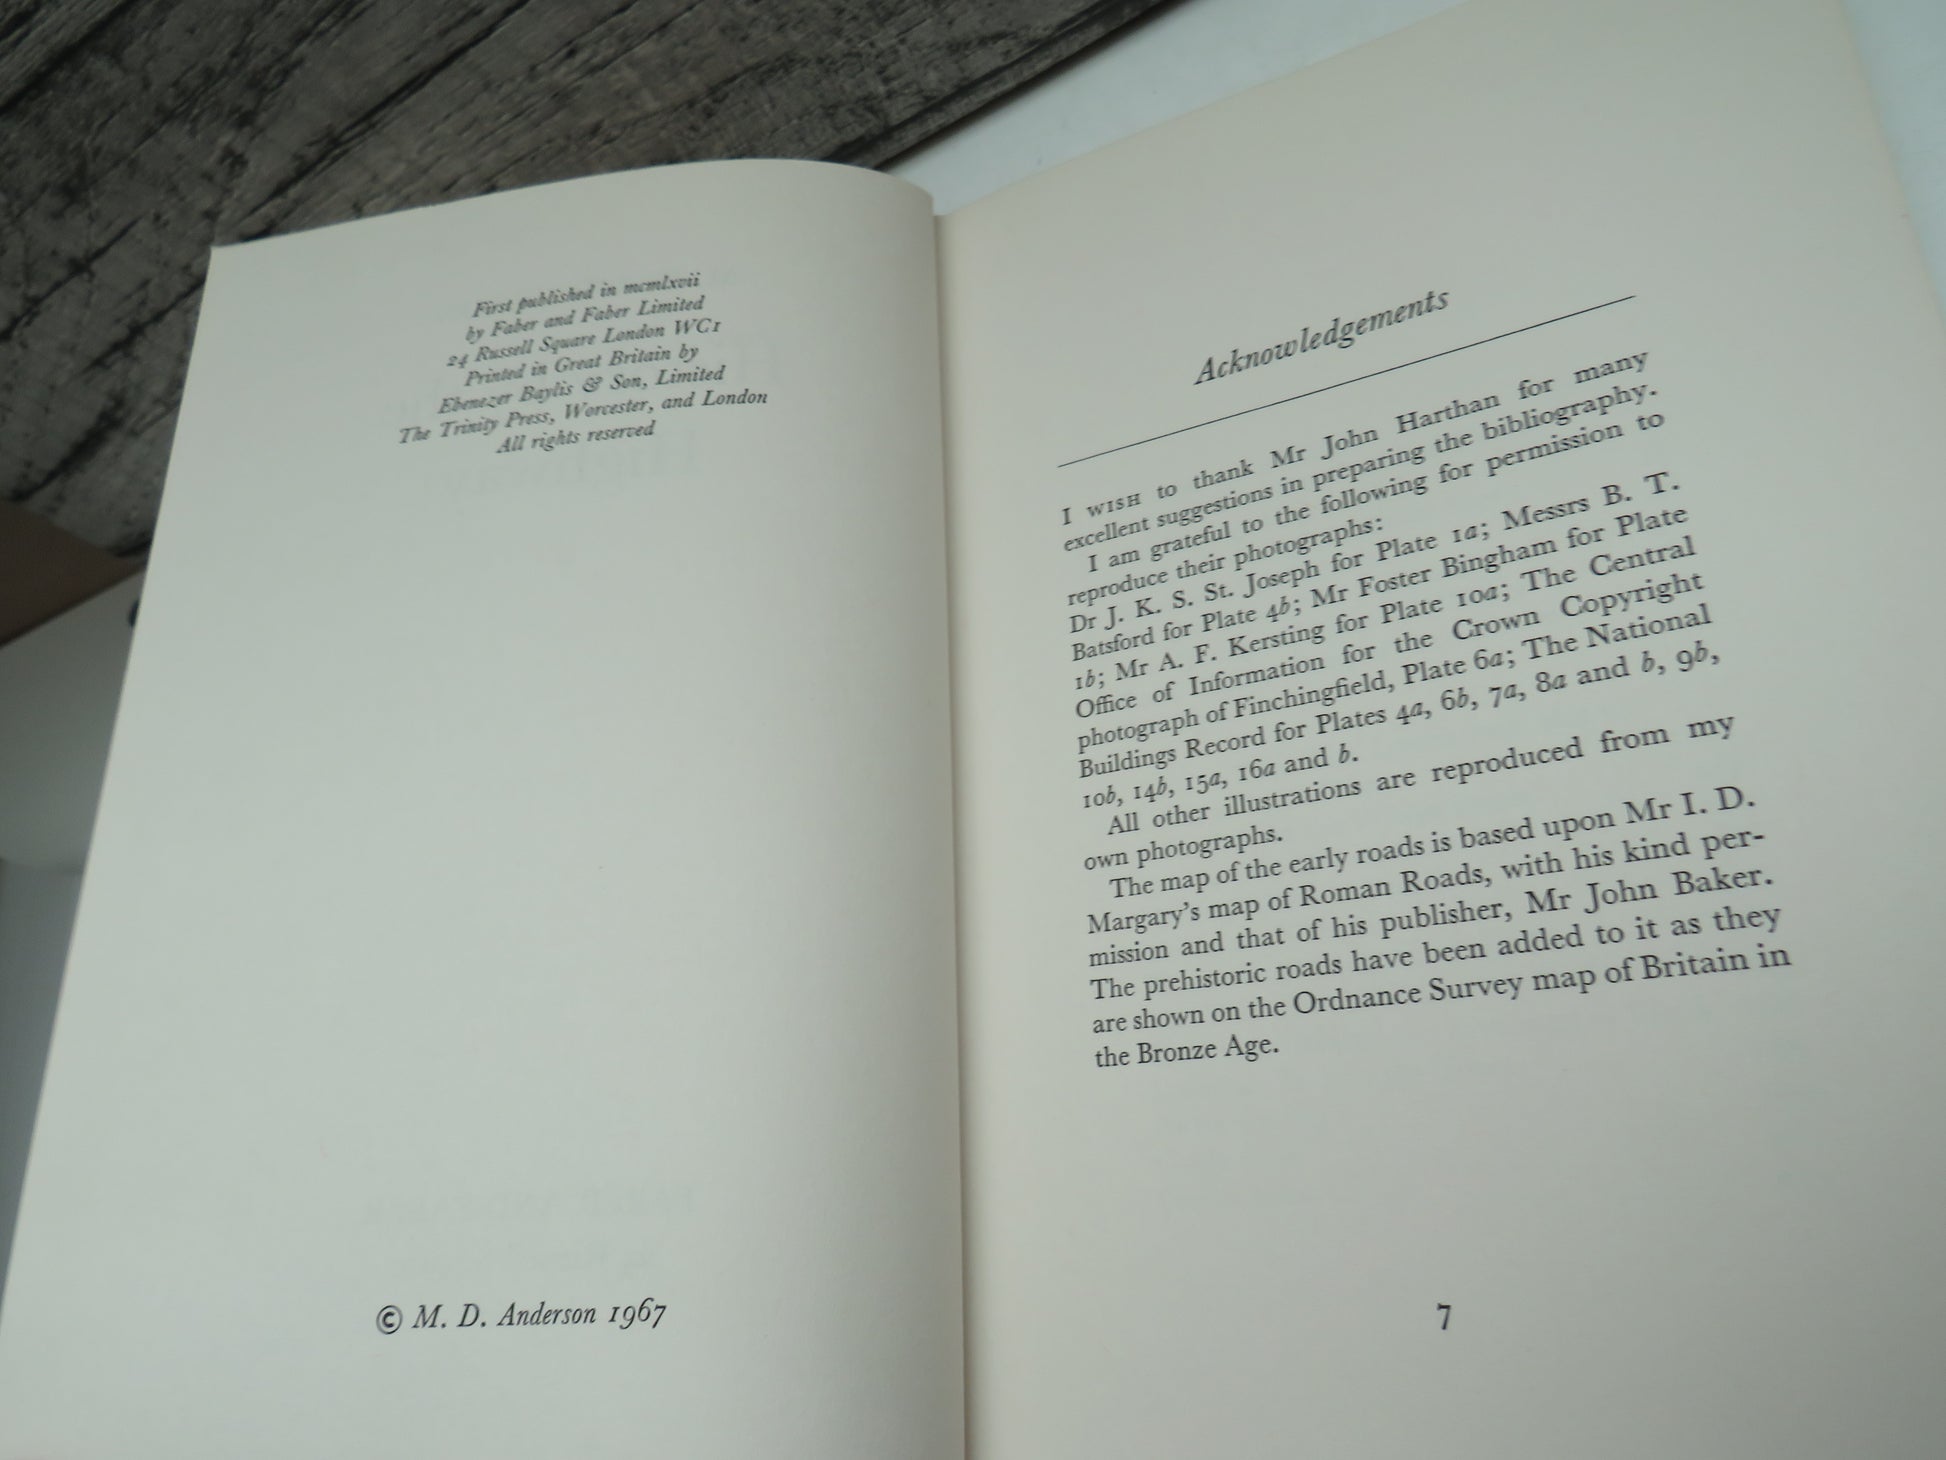 First published in mcmlxvii
by Faber and Faber Limited
24 Russell Square London WC1
Printed in Great Britain by
Ebenezer Baylis & Son, Limited
The Trinity Press, Worcester, and London
All rights reserved
© M. D. Anderson 1967
Acknowledgements
I WISH to thank Mr John Harthan for many
excellent suggestions in preparing the bibliography.
I am grateful to the following for permission to
reproduce their photographs:
Dr J. K. S. St. Joseph for Plate 1a; Messrs B. T.
Batsford for Plate 4b; Mr Foster Bingham for Plate
1b; Mr A. F. Kersting for Plate 10a; The Central
Office of Information for the Crown Copyright
photograph of Finchingfield, Plate 6a; The National
Buildings Record for Plates 4a, 6b, 7a, 8a and b, 9b,
10b, 14b, 15a, 16a and b.
All other illustrations are reproduced from my
own photographs.
The map of the early roads is based upon Mr I. D.
Margary's map of Roman Roads, with his kind per-
mission and that of his publisher, Mr John Baker.
The prehistoric roads have been added to it as they
are shown on the Ordnance Survey map of Britain in
the Bronze Age.
7